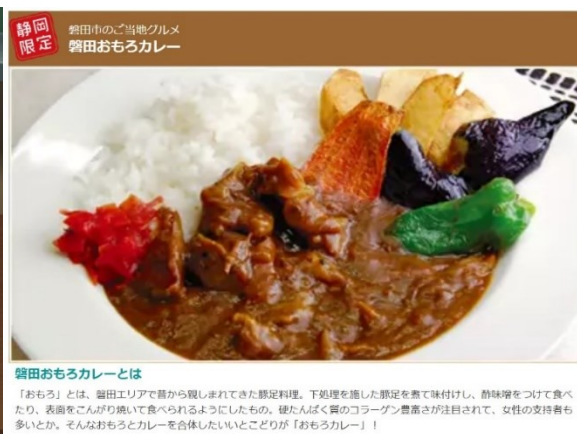 静岡
限定
磐田市のご当地グルメ
磐田おもろカレー
磐田おもろカレーとは
「おもろ」とは、磐田エリアで昔から親しまれてきた豚足料理。下処理を施した豚足を煮て味付けし、酢味噌をつけて食べ
たり、表面をこんがり焼いて食べられるようにしたもの。硬たんぱく質のコラーゲン豊富さが注目されて、女性の支持者も
多いとか。そんなおもろとカレーを合体したいいとこどりが「おもろカレー」！